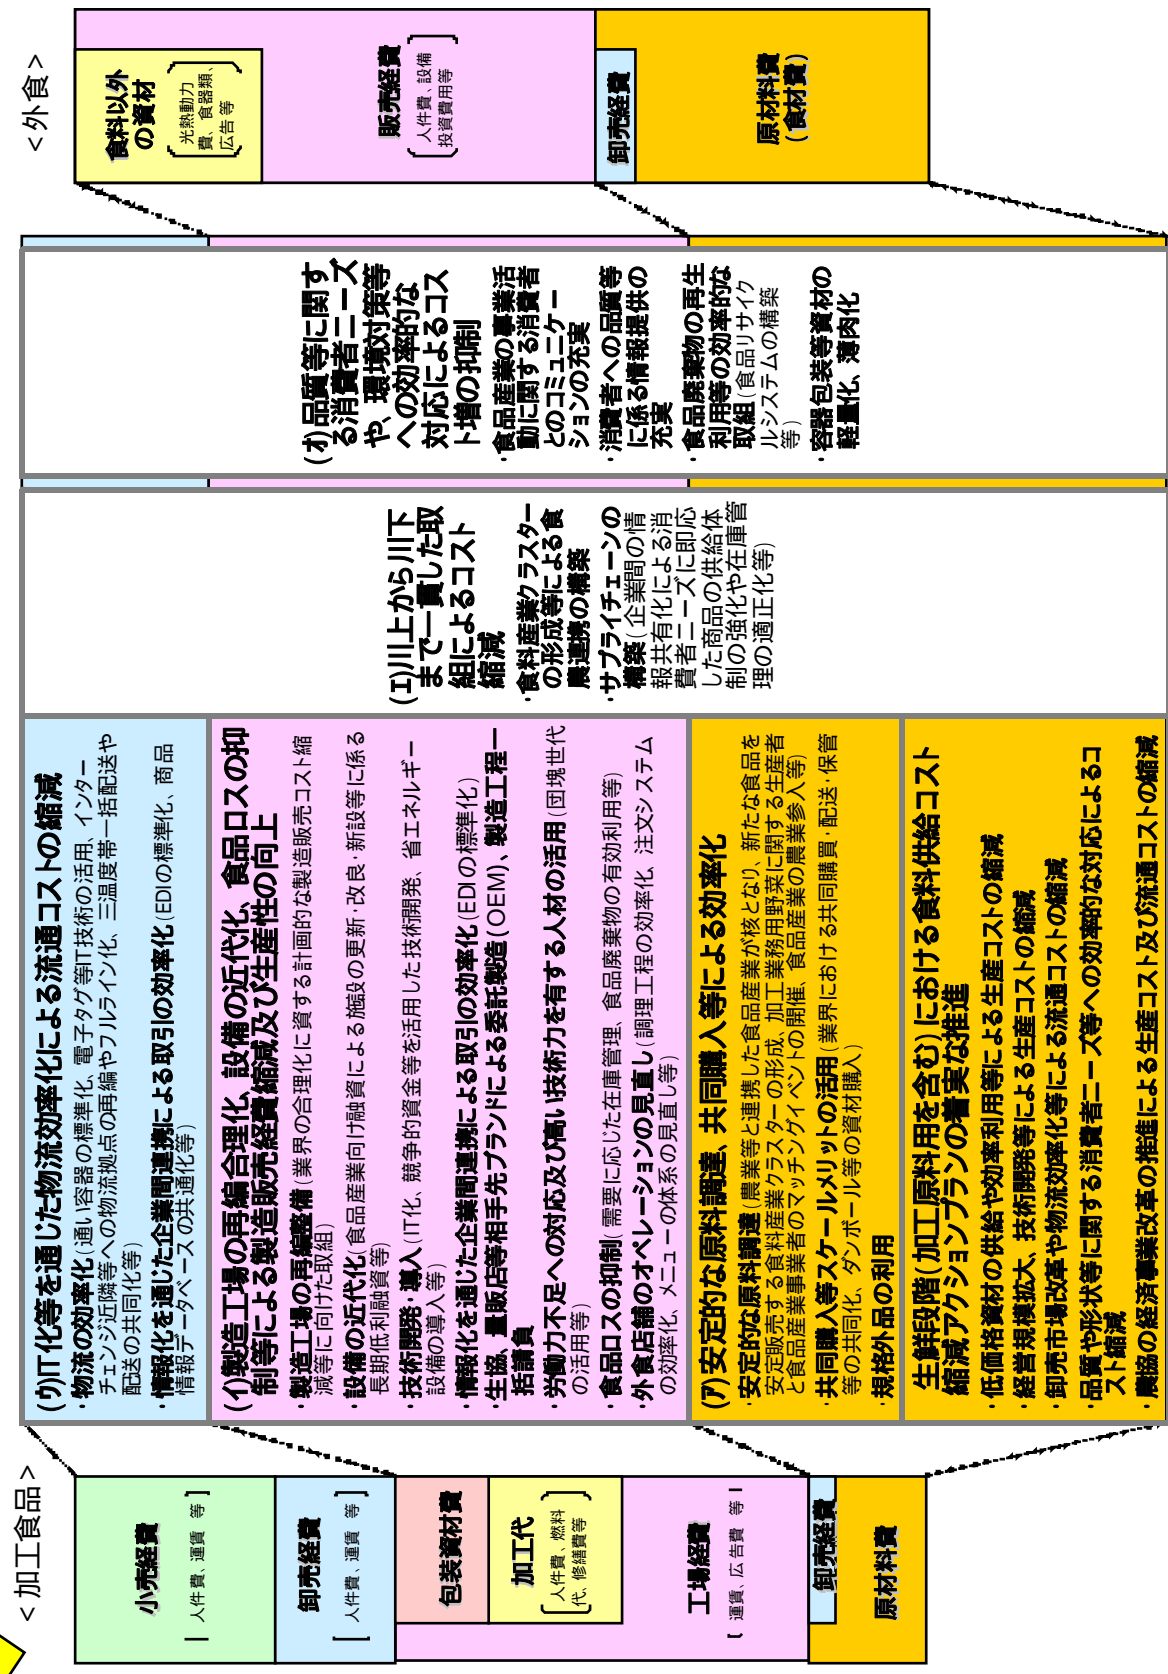 <加工食品>
小売経費
人件費、運賃 等
卸売経費
人件費、運賃 等
包装資材費
加工代
人件費、燃料
代、修繕費等
工場経費
運賃、広告費 等
卸売経費
原材料費
(ウ)IT化等を通じた物流効率化による流通コストの縮減
・物流の効率化(通い容器の標準化、電子タグ等IT技術の活用、インター
チェンジ近隣等への物流拠点の再編やフルライン化、三温度帯一括配送や
配送の共同化等)
・情報化を通じた企業間連携による取引の効率化(EDIの標準化、商品
情報データベースの共通化等)
(イ)製造工場の再編合理化、設備の近代化、食品ロスの抑
制等による製造販売経費縮減及び生産性の向上
・製造工場の再編整備(業界の合理化に資する計画的な製造販売コスト縮
減等に向けた取組)
・設備の近代化(食品産業向け融資による施設の更新・改良・新設等に係る
長期低利融資等)
・技術開発・導入(IT化、競争的資金等を活用した技術開発、省エネルギー
設備の導入等)
・情報化を通じた企業間連携による取引の効率化(EDIの標準化)
・生協、量販店等相手先ブランドによる委託製造(OEM)、製造工程一
括請負
・労働力不足への対応及び高い技術力を有する人材の活用(団塊世代
の活用等)
・食品ロスの抑制(需要に応じた在庫管理、食品廃棄物の有効利用等)
・外食店舗のオペレーションの見直し(調理工程の効率化、注文システム
の効率化、メニューの体系の見直し等)
(ア)安定的な原料調達、共同購入等による効率化
・安定的な原料調達(農業等と連携した食品産業が核となり、新たな食品を
安定販売する食料産業クラスターの形成、加工業務用野菜に関する生産者
と食品産業事業者のマッチングイベントの開催、食品産業の農業参入等)
・共同購入等スケールメリットの活用(業界における共同購買・配送・保管
等の共同化、ダンボール等の資材購入)
・規格外品の利用
生鮮段階(加工原料用を含む)における食料供給コスト
縮減アクションプランの着実な推進
・低価格資材の供給や効率利用等による生産コストの縮減
・経営規模拡大、技術開発等による生産コストの縮減
・卸売市場改革や物流効率化等による流通コストの縮減
・品質や形状等に関する消費者ニーズ等への効率的な対応によるコ
スト縮減
・農協の経済事業改革の推進による生産コスト及び流通コストの縮減
(エ)川上から川下
まで一貫した取
組によるコスト
縮減
・食料産業クラスター
の形成等による食
農連携の構築
・サプライチェーンの
構築(企業間の情
報共有化による消
費者ニーズに即応
した商品の供給体
制の強化や在庫管
理の適正化等)
(オ)品質等に関す
る消費者ニーズ
や、環境対策等
への効率的な
対応によるコス
ト増の抑制
・食品産業の事業活
動に関する消費者
とのコミュニケー
ションの充実
・消費者への品質等
に係る情報提供の
充実
・食品廃棄物の再生
利用等の効率的な
取組(食品リサイク
ルシステムの構築
等)
・容器包装等資材の
軽量化、薄肉化
<外食>
食料以外
の資材
光熱動力
費、食器類、
広告等
販売経費
人件費、設備
投資費用等
卸売経費
原材料費
(食材費)